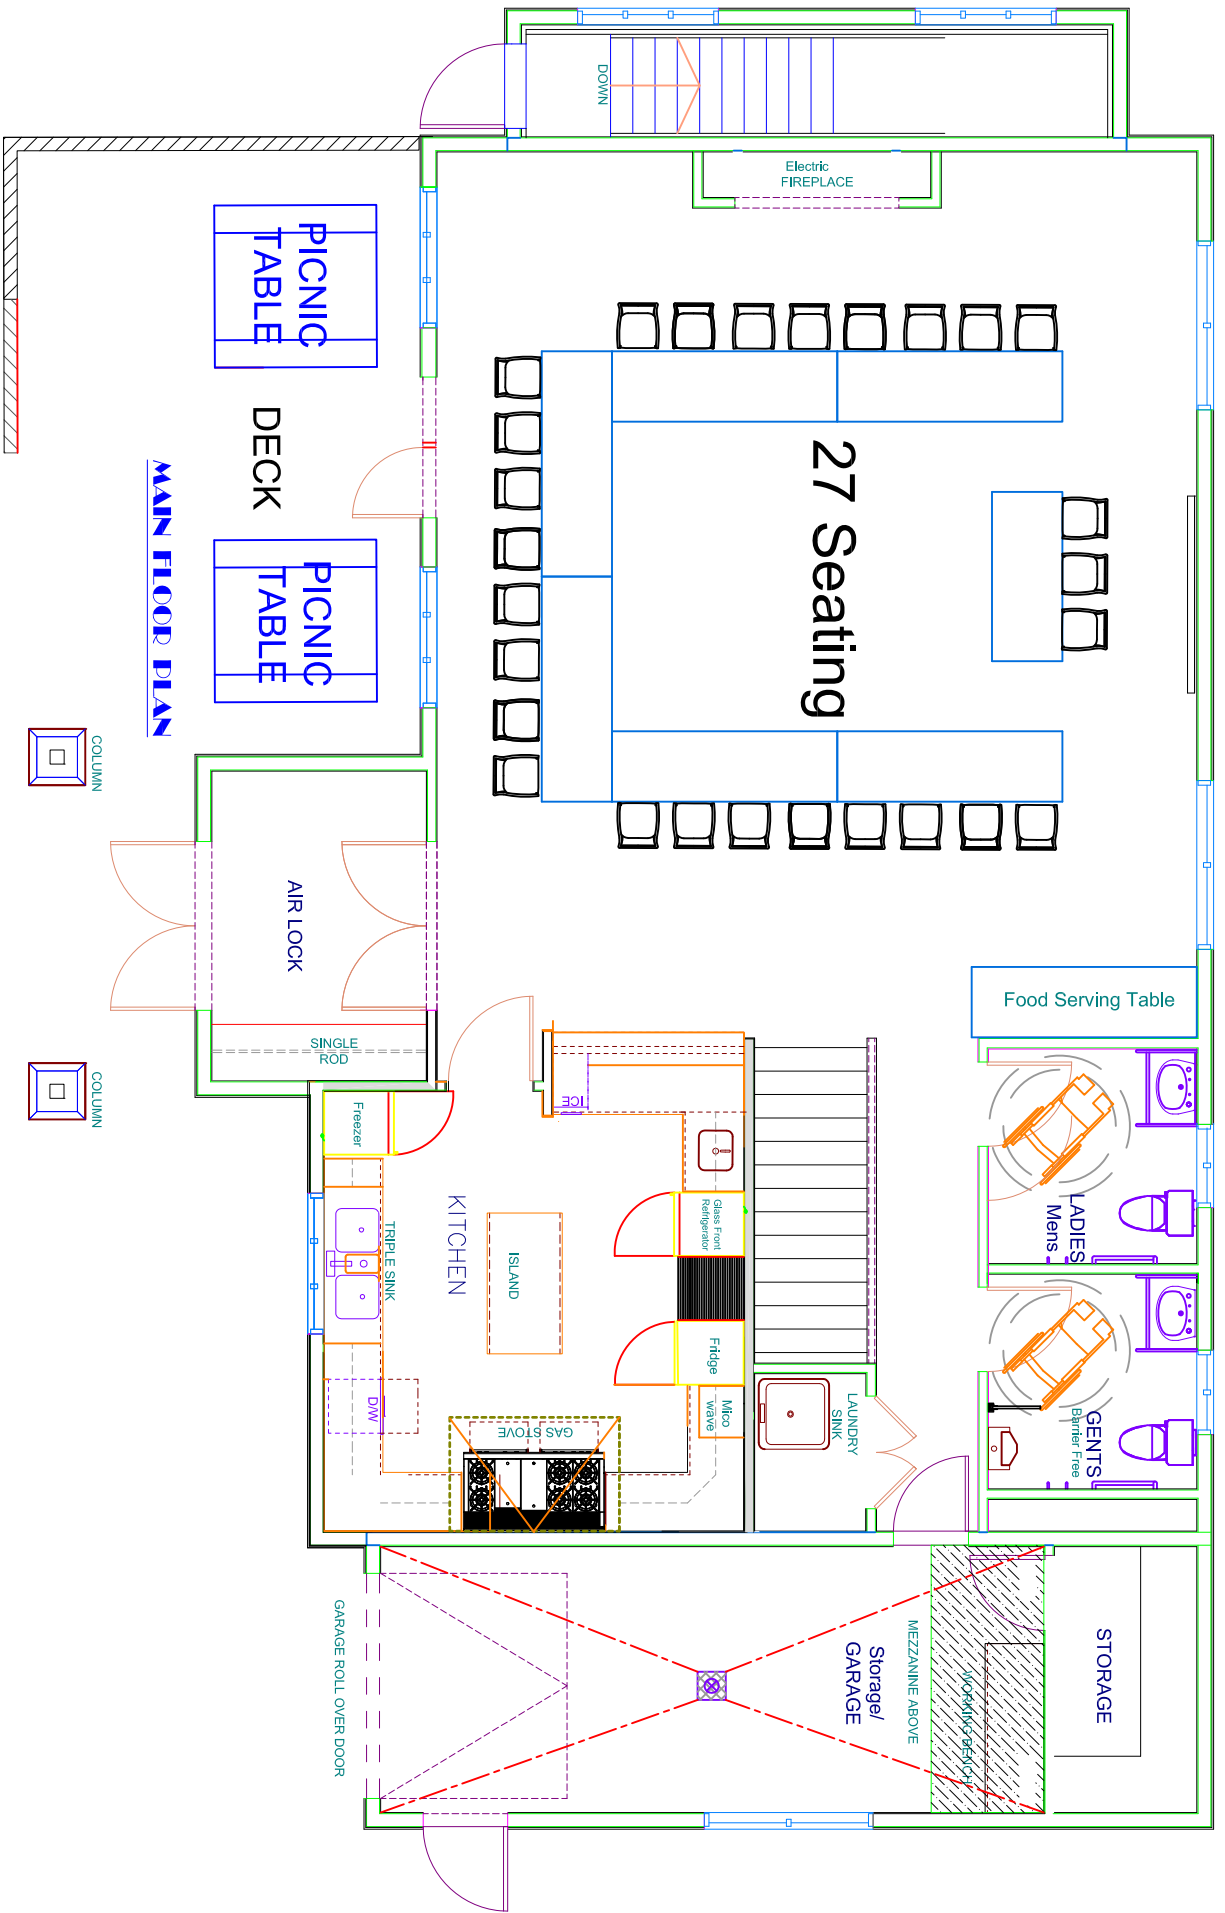 DOWN
Electric
FIREPLACE
PICNIC
TABLE
DECK
MAIN FLOOR PLAN
PICNIC
TABLE
27 Seating
COLUMN
AIR LOCK
SINGLE
ROD
COLUMN
Food Serving Table
ICE
Freezer
KITCHEN
TRIPLE SINK
ISLAND
Glass Front
Refrigerator
Fridge
Mico
wave
D/W
GAS STOVE
LAUNDRY
SINK
LADIES
Mens
GENTS
Barrier Free
GARAGE ROLL OVER DOOR
Storage/
GARAGE
MEZZANINE ABOVE
WORKING BENCH
STORAGE